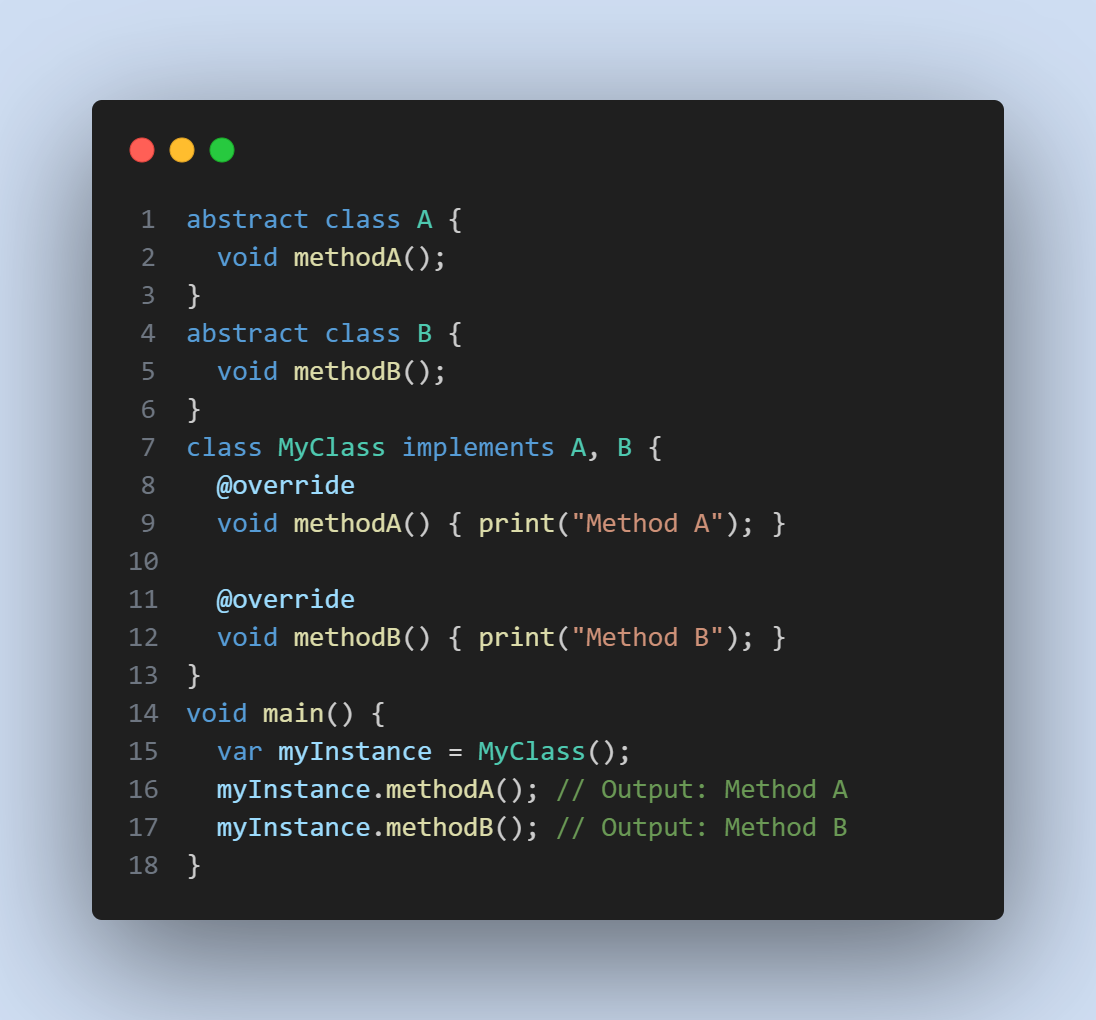 1 abstract class A {
2   void methodA();
3 }
4 abstract class B {
5   void methodB();
6 }
7 class MyClass implements A, B {
8   @override
9   void methodA() { print("Method A"); }
10
11   @override
12   void methodB() { print("Method B"); }
13 }
14 void main() {
15   var myInstance = MyClass();
16   myInstance.methodA(); // Output: Method A
17   myInstance.methodB(); // Output: Method B
18 }